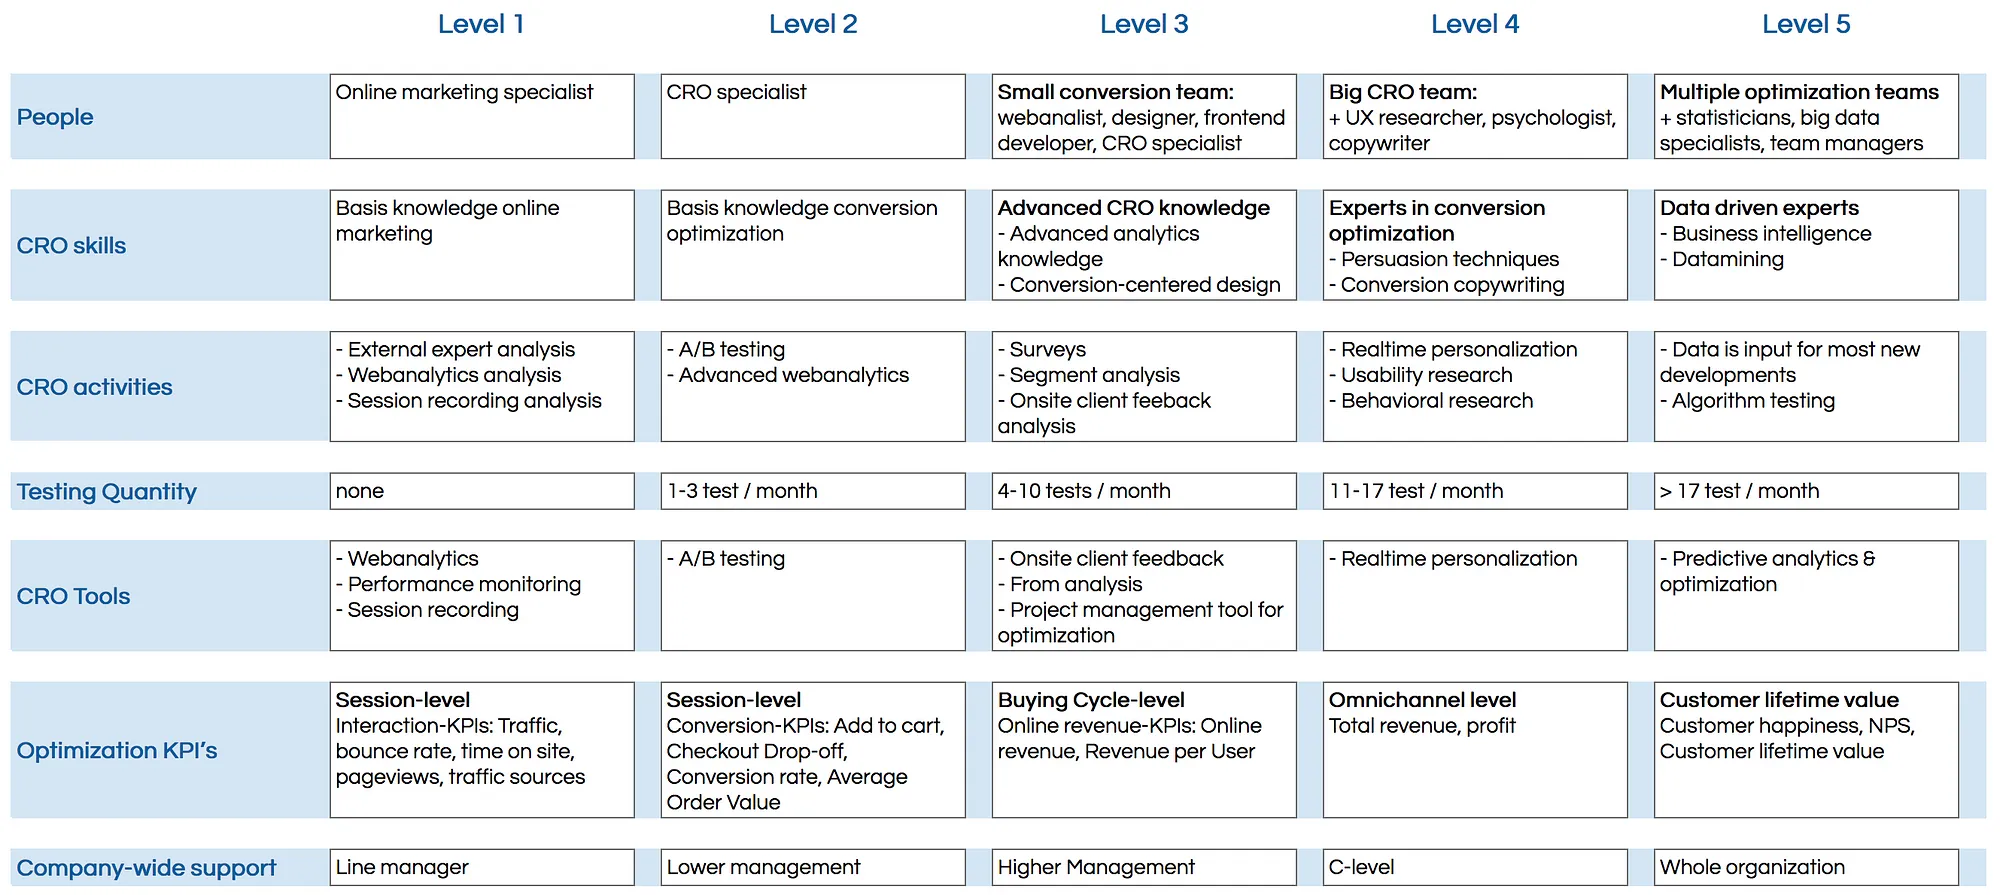 Level 1
Level 2
Level 3
Level 4
Level 5
People
Online marketing specialist
CRO specialist
Small conversion team:
webanalist, designer, frontend
developer, CRO specialist
Big CRO team:
+ UX researcher, psychologist,
copywriter
Multiple optimization teams
+ statisticians, big data
specialists, team managers
CRO skills
Basis knowledge online
marketing
Basis knowledge conversion
optimization
Advanced CRO knowledge
- Advanced analytics
knowledge
- Conversion-centered design
Experts in conversion
optimization
- Persuasion techniques
- Conversion copywriting
Data driven experts
- Business intelligence
- Datamining
CRO activities
- External expert analysis
- Webanalytics analysis
- Session recording analysis
- A/B testing
- Advanced webanalytics
- Surveys
- Segment analysis
- Onsite client feeback
analysis
- Realtime personalization
- Usability research
- Behavioral research
- Data is input for most new
developments
- Algorithm testing
Testing Quantity
none
1-3 test / month
4-10 tests / month
11-17 test / month
> 17 test / month
CRO Tools
- Webanalytics
- Performance monitoring
- Session recording
- A/B testing
- Onsite client feedback
- From analysis
- Project management tool for
optimization
- Realtime personalization
- Predictive analytics &
optimization
Optimization KPI's
Session-level
Interaction-KPIs: Traffic,
bounce rate, time on site,
pageviews, traffic sources
Session-level
Conversion-KPIs: Add to cart,
Checkout Drop-off,
Conversion rate, Average
Order Value
Buying Cycle-level
Online revenue-KPIs: Online
revenue, Revenue per User
Omnichannel level
Total revenue, profit
Customer lifetime value
Customer happiness, NPS,
Customer lifetime value
Company-wide support
Line manager
Lower management
Higher Management
C-level
Whole organization